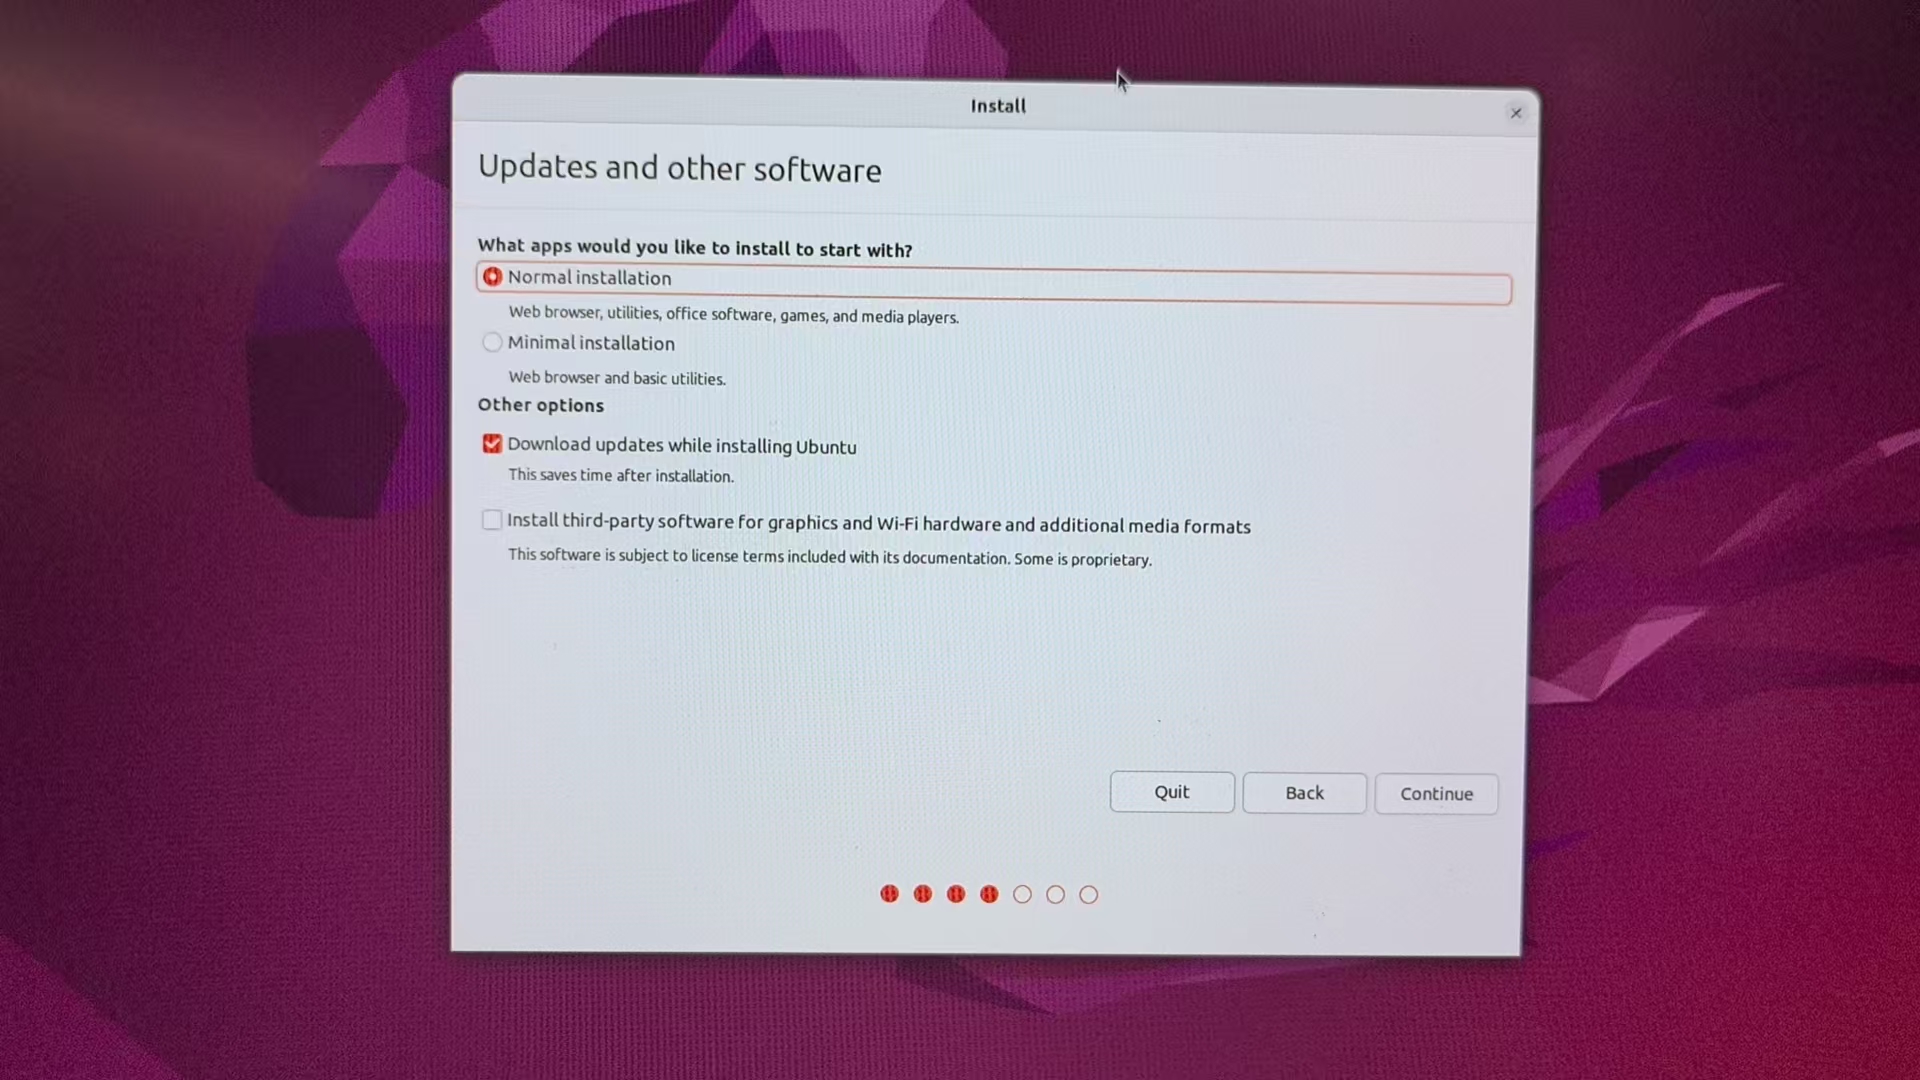 Install
Updates and other software
What apps would you like to install to start with?
Normal installation
Web browser, utilities, office software, games, and media players.
Minimal installation
Web browser and basic utilities.
Other options
Download updates while installing Ubuntu
This saves time after installation.
Install third-party software for graphics and Wi-Fi hardware and additional media formats
This software is subject to license terms included with its documentation. Some is proprietary.
Quit Back Continue